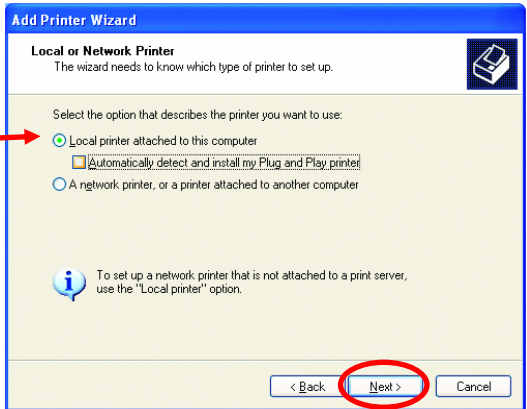 Add Printer Wizard
Local or Network Printer
The wizard needs to know which type of printer to set up.
Select the option that describes the printer you want to use:
Local printer attached to this computer
Automatically detect and install my Plug and Play printer
A network printer, or a printer attached to another computer
To set up a network printer that is not attached to a print server,
use the "Local printer" option.
< Back
Next >
Cancel